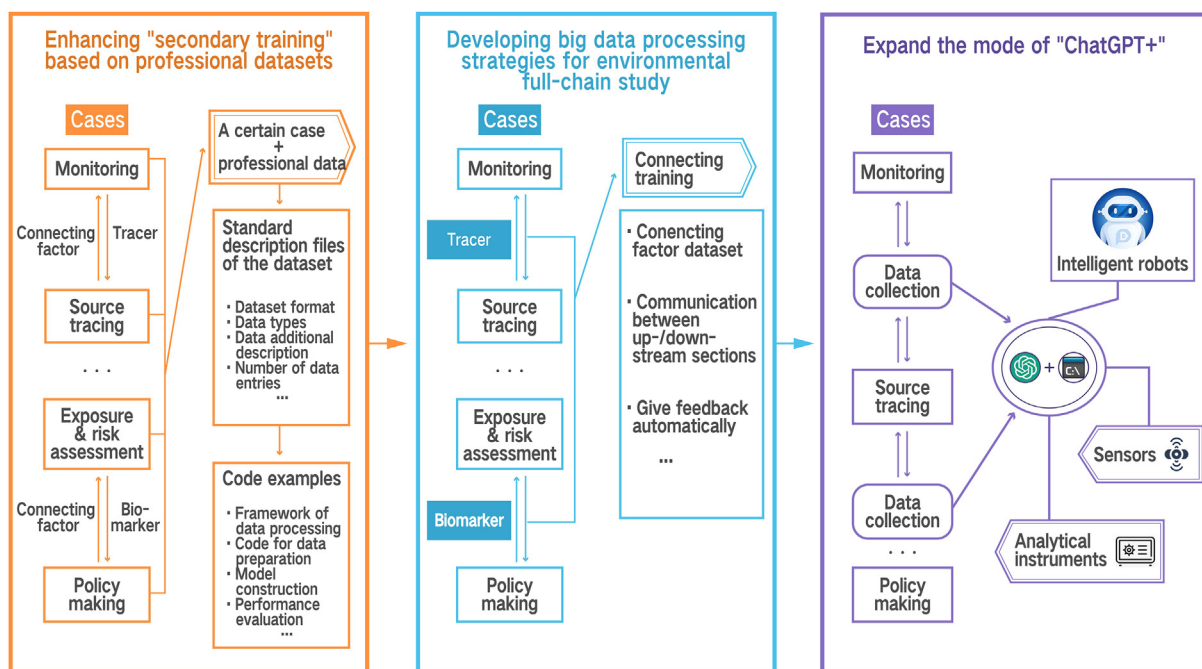 Enhancing "secondary training"
based on professional datasets
Cases
Monitoring
Connecting
factor
Tracer
Source
tracing
. . .
Exposure
& risk
assessment
Connecting
factor
Bio-
marker
Policy
making
A certain case
+
professional data
Standard
description files
of the dataset
· Dataset format
· Data types
· Data additional
description
· Number of data
entries
...
Code examples
· Framework of
data processing
· Code for data
preparation
· Model
construction
· Performance
evaluation
...
Developing big data processing
strategies for environmental
full-chain study
Cases
Monitoring
Tracer
Source
tracing
. . .
Exposure
& risk
assessment
Biomarker
Policy
making
Connecting
training
· Conencting
factor dataset
· Communication
between
up-/down-
stream sections
· Give feedback
automatically
...
Expand the mode of "ChatGPT+"
Cases
Monitoring
Data
collection
Source
tracing
Data
collection
. . .
Policy
making
Intelligent robots
+
C:\
Sensors
Analytical
instruments